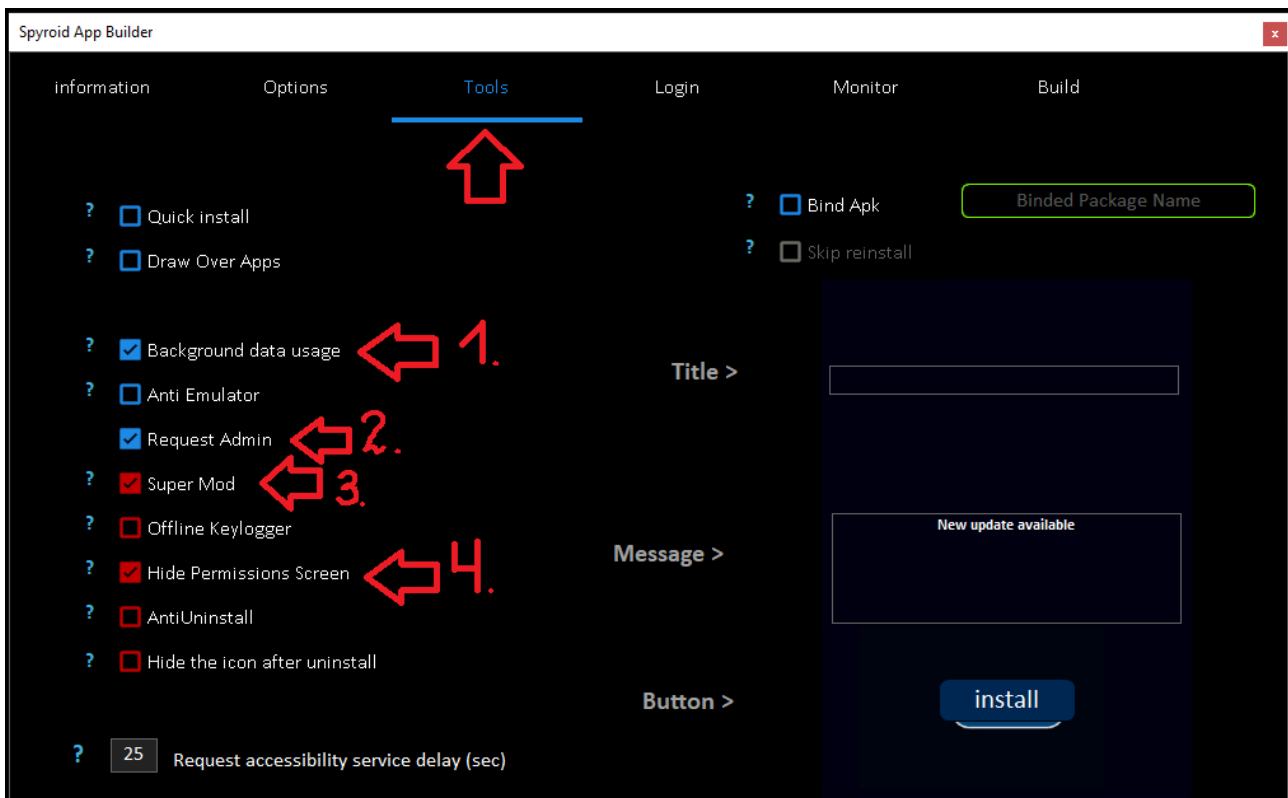 Spyroid App Builder
x
information Options Tools Login Monitor Build
? Quick install
? Draw Over Apps
? Background data usage 1.
? Anti Emulator
Request Admin 2.
? Super Mod 3.
? Offline Keylogger
? Hide Permissions Screen 4.
? AntiUninstall
? Hide the icon after uninstall
? 25 Request accessibility service delay (sec)
? Bind Apk Binded Package Name
? Skip reinstall
Title >
Message > New update available
Button > install